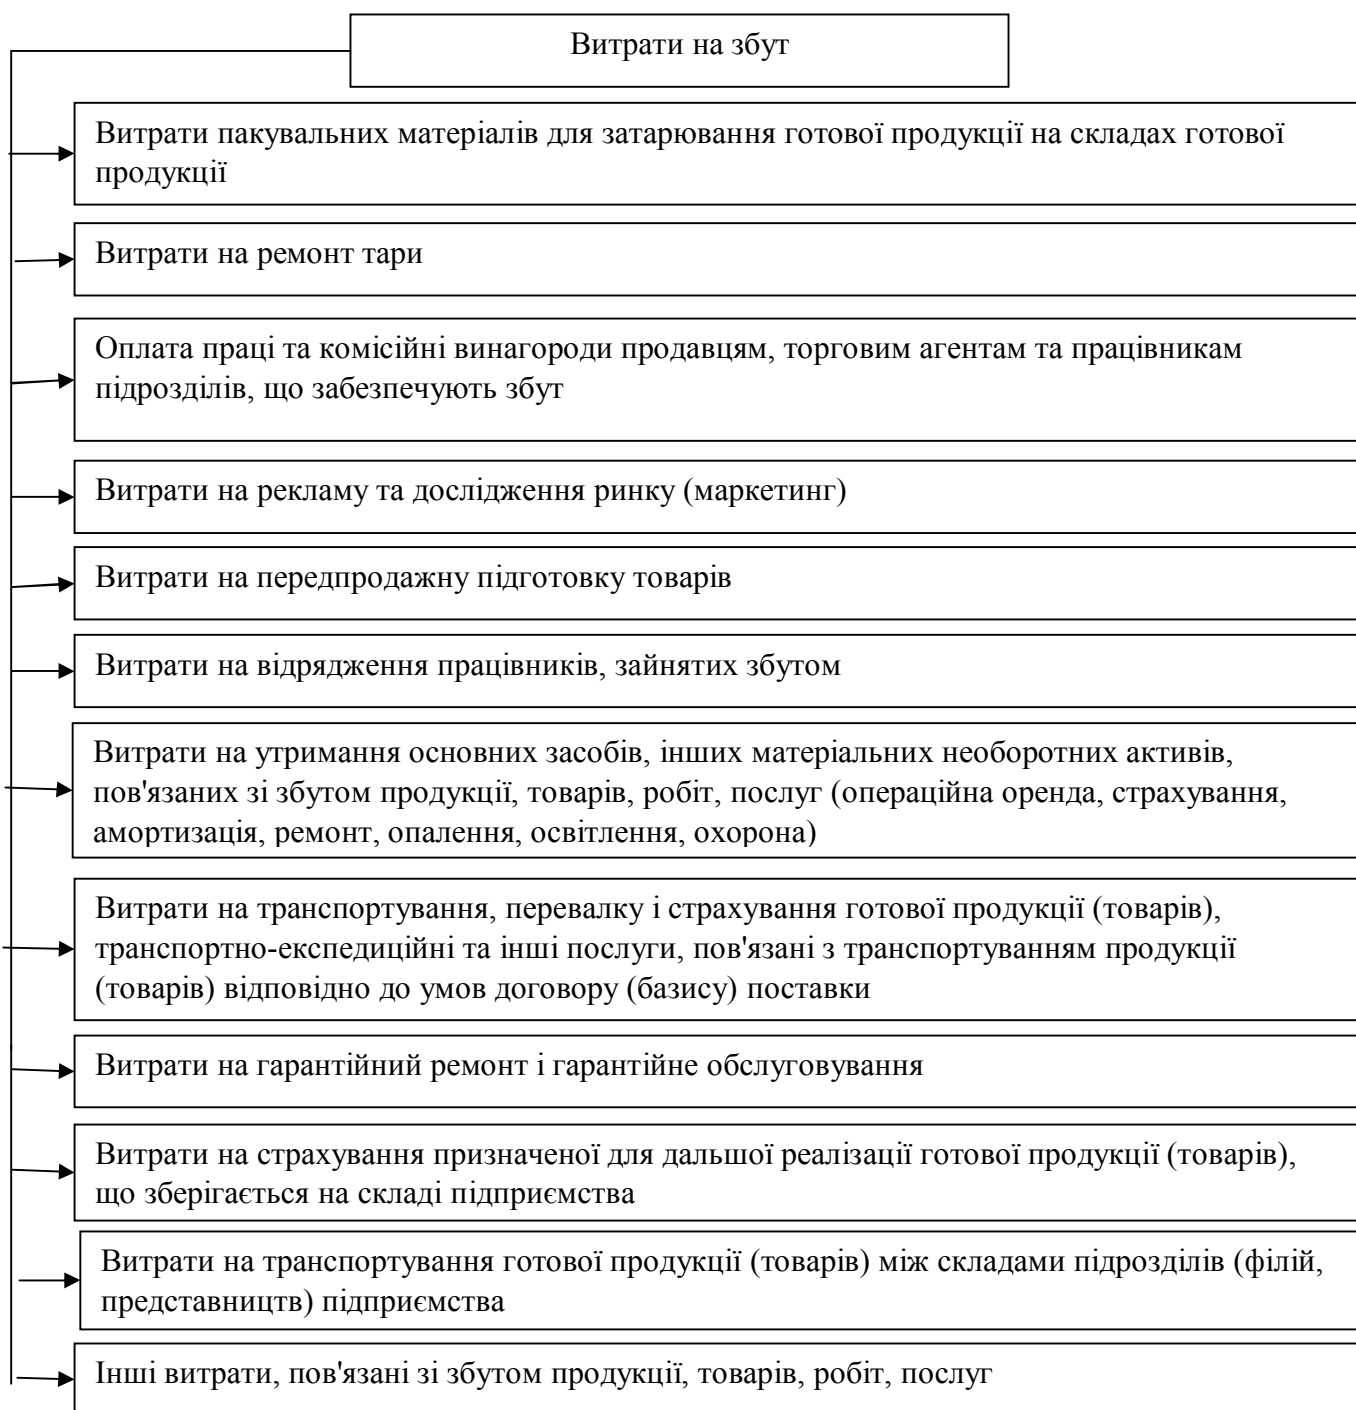 Витрати на збут
Витрати пакувальних матеріалів для затарювання готової продукції на складах готової
продукції
Витрати на ремонт тари
Оплата праці та комісійні винагороди продавцям, торговим агентам та працівникам
підрозділів, що забезпечують збут
Витрати на рекламу та дослідження ринку (маркетинг)
Витрати на передпродажну підготовку товарів
Витрати на відрядження працівників, зайнятих збутом
Витрати на утримання основних засобів, інших матеріальних необоротних активів,
пов'язаних зі збутом продукції, товарів, робіт, послуг (операційна оренда, страхування,
амортизація, ремонт, опалення, освітлення, охорона)
Витрати на транспортування, перевалку і страхування готової продукції (товарів),
транспортно-експедиційні та інші послуги, пов'язані з транспортуванням продукції
(товарів) відповідно до умов договору (базису) поставки
Витрати на гарантійний ремонт і гарантійне обслуговування
Витрати на страхування призначеної для дальшої реалізації готової продукції (товарів),
що зберігається на складі підприємства
Витрати на транспортування готової продукції (товарів) між складами підрозділів (філій,
представництв) підприємства
Інші витрати, пов'язані зі збутом продукції, товарів, робіт, послуг